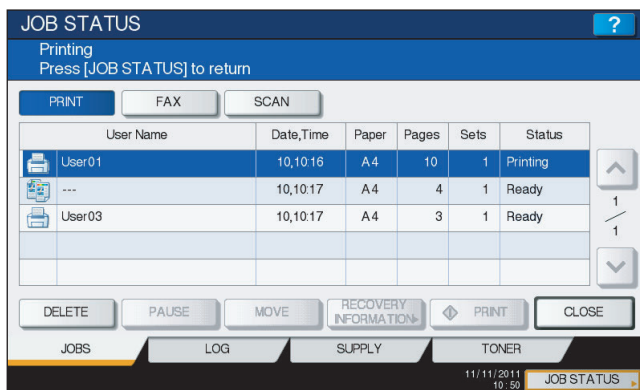 JOB STATUS ?
Printing
Press [JOB STATUS] to return
PRINT FAX SCAN
User Name Date,Time Paper Pages Sets Status
User01 10,10:16 A4 10 1 Printing
--- 10,10:17 A4 4 1 Ready
User03 10,10:17 A4 3 1 Ready
1
1
DELETE PAUSE MOVE RECOVERY INFORMATION PRINT CLOSE
JOBS LOG SUPPLY TONER
11/11/2011
10:50 JOB STATUS